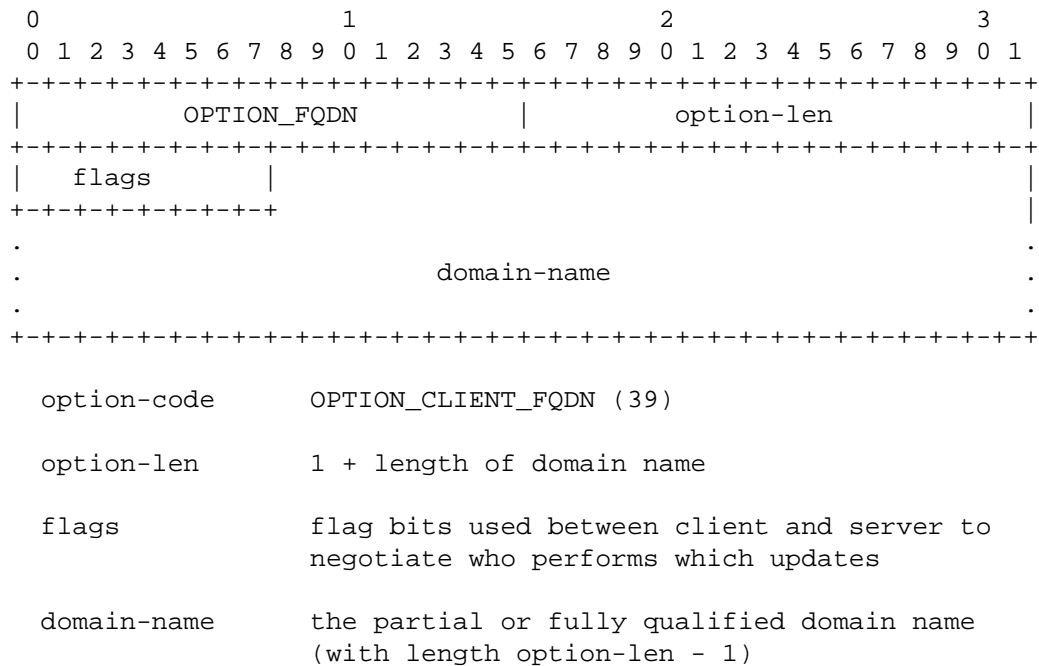 0                   1                   2                   3
 0 1 2 3 4 5 6 7 8 9 0 1 2 3 4 5 6 7 8 9 0 1 2 3 4 5 6 7 8 9 0 1
+-+-+-+-+-+-+-+-+-+-+-+-+-+-+-+-+-+-+-+-+-+-+-+-+-+-+-+-+-+-+-+-+
|          OPTION_FQDN          |         option-len            |
+-+-+-+-+-+-+-+-+-+-+-+-+-+-+-+-+-+-+-+-+-+-+-+-+-+-+-+-+-+-+-+-+
|   flags       |                                               |
+-+-+-+-+-+-+-+-+                                               |
.                                                               .
.                          domain-name                          .
.                                                               .
+-+-+-+-+-+-+-+-+-+-+-+-+-+-+-+-+-+-+-+-+-+-+-+-+-+-+-+-+-+-+-+-+
  option-code      OPTION_CLIENT_FQDN (39)
  option-len       1 + length of domain name
  flags            flag bits used between client and server to
                   negotiate who performs which updates
  domain-name      the partial or fully qualified domain name
                   (with length option-len - 1)